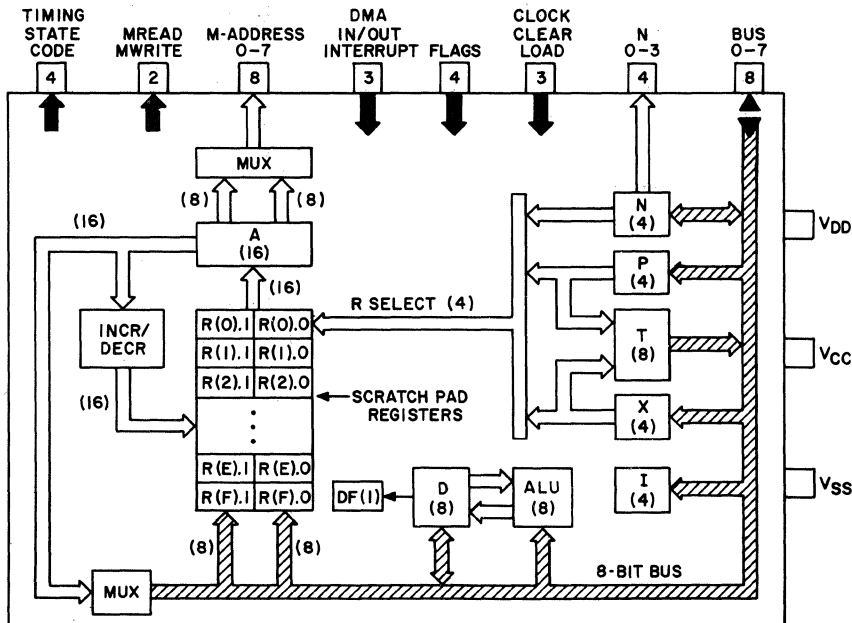 TIMING STATE CODE
MREAD MWRITE
M-ADDRESS 0-7
DMA IN/OUT INTERRUPT
FLAGS
CLOCK CLEAR LOAD
N 0-3
BUS 0-7
4
2
8
3
4
3
4
8
MUX
(8)
(8)
(16)
A
(16)
(16)
N
(4)
VDD
P
(4)
R SELECT (4)
INCR/
DECR
R(0).1 R(0).0
R(1).1 R(1).0
R(2).1 R(2).0
T
(8)
VCC
(16)
SCRATCH PAD
REGISTERS
X
(4)
R(E).1 R(E).0
R(F).1 R(F).0
DF(1)
D
(8)
ALU
(8)
I
(4)
VSS
(8)
(8)
8-BIT BUS
MUX